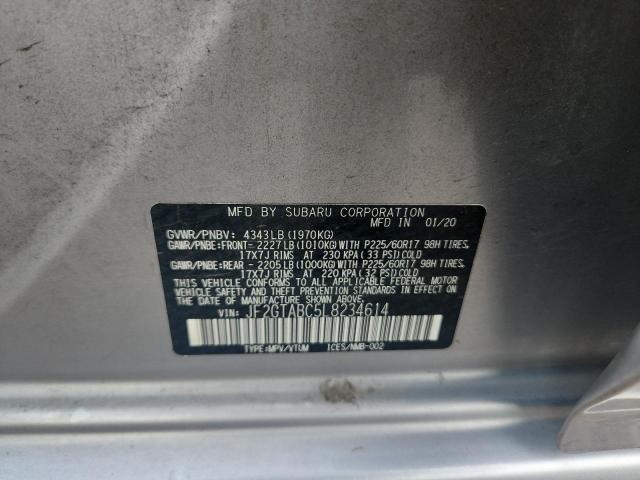 MFD BY SUBARU CORPORATION
MFD IN 01/20
GVWR/PNBV: 4343LB(1970KG)
GAWR/PNBE:FRONT- 2227LB(1010KG)WITH P225/60R17 98H TIRES,
17X7J RIMS AT 230 KPA(33 PSI)COLD
GAWR/PNBE:REAR - 2205LB(1000KG)WITH P225/60R17 98H TIRES,
17X7J RIMS AT 220 KPA(32 PSI)COLD
THIS VEHICLE CONFORMS TO ALL APPLICABLE FEDERAL MOTOR
VEHICLE SAFETY AND THEFT PREVENTION STANDARDS IN EFFECT ON
THE DATE OF MANUFACTURE SHOWN ABOVE.
VIN: JF2GTABC5L8234614
TYPE:MPV/VTUM ICES/NMB-002